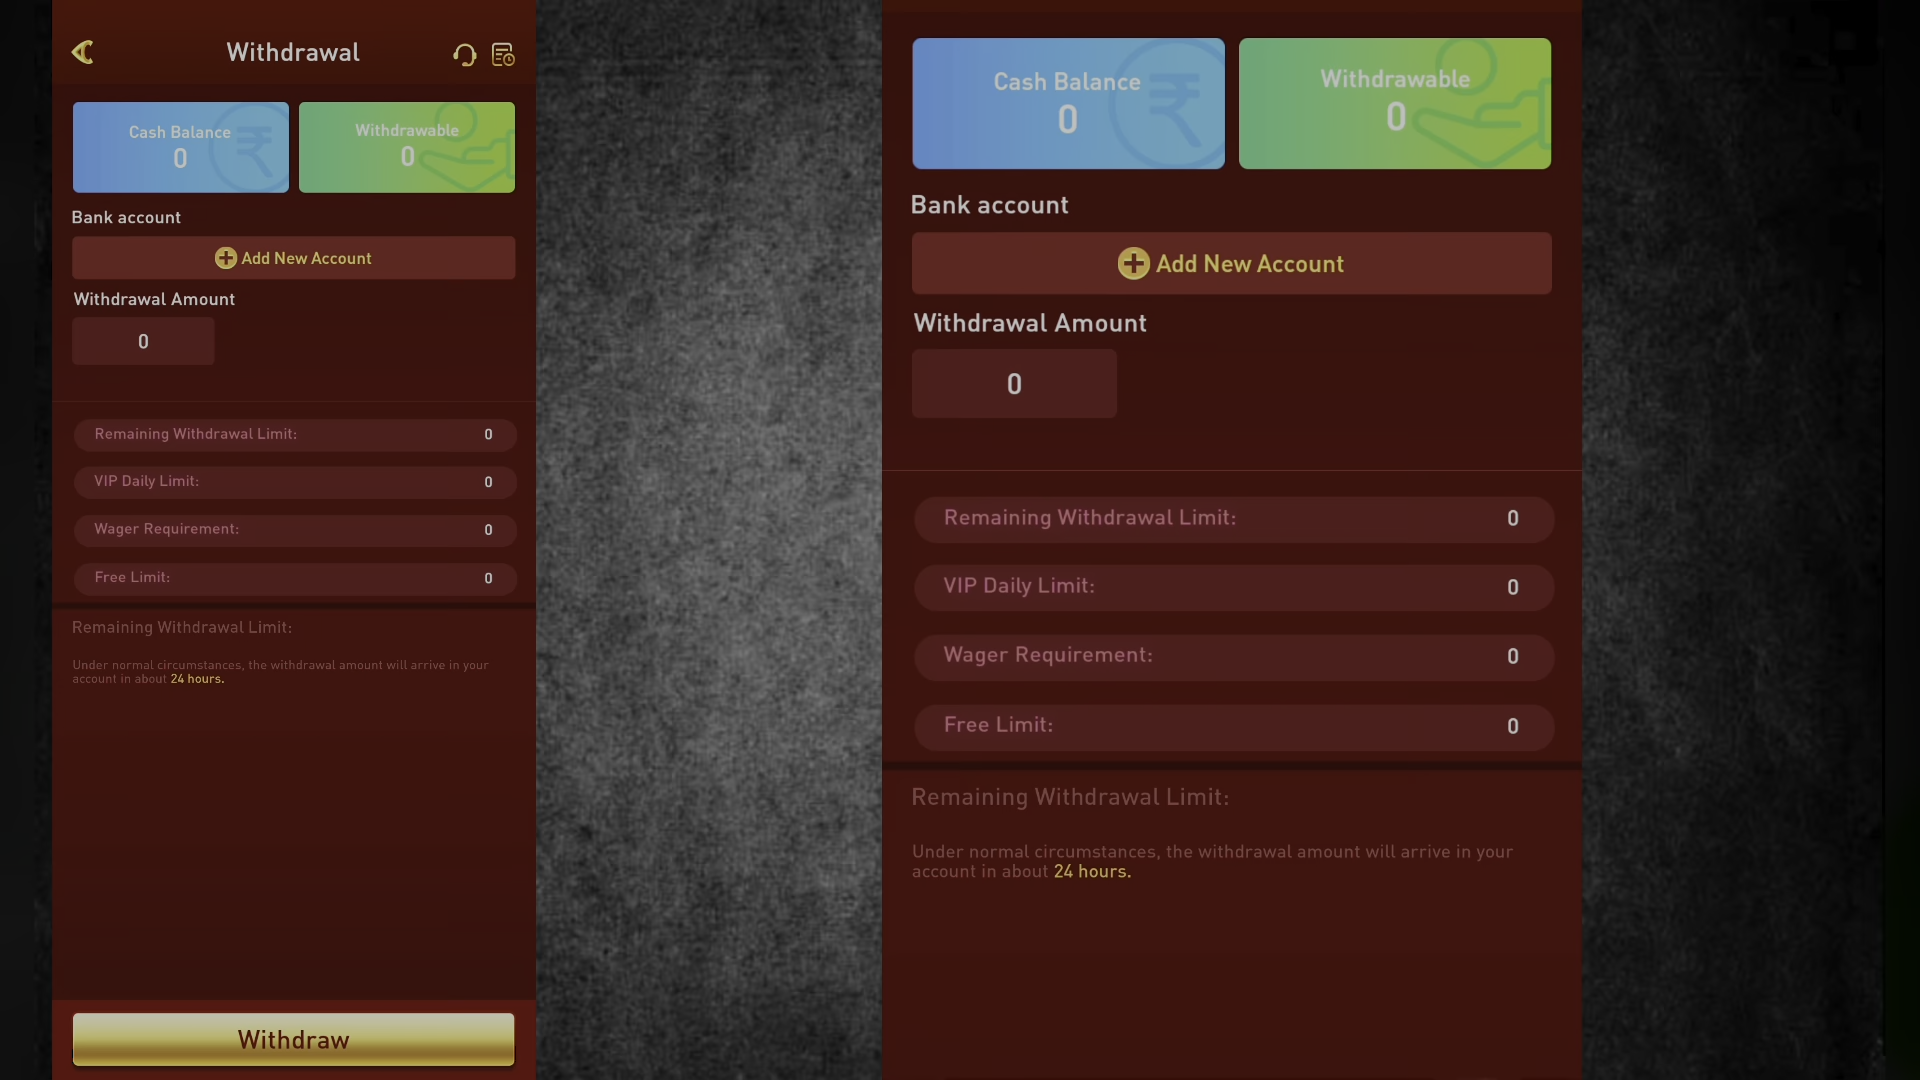 Withdrawal
Cash Balance
0
Withdrawable
0
Bank account
Add New Account
Withdrawal Amount
0
Remaining Withdrawal Limit: 0
VIP Daily Limit: 0
Wager Requirement: 0
Free Limit: 0
Remaining Withdrawal Limit:
Under normal circumstances, the withdrawal amount will arrive in your
account in about 24 hours.
Withdraw
Cash Balance
0
Withdrawable
0
Bank account
Add New Account
Withdrawal Amount
0
Remaining Withdrawal Limit: 0
VIP Daily Limit: 0
Wager Requirement: 0
Free Limit: 0
Remaining Withdrawal Limit:
Under normal circumstances, the withdrawal amount will arrive in your
account in about 24 hours.